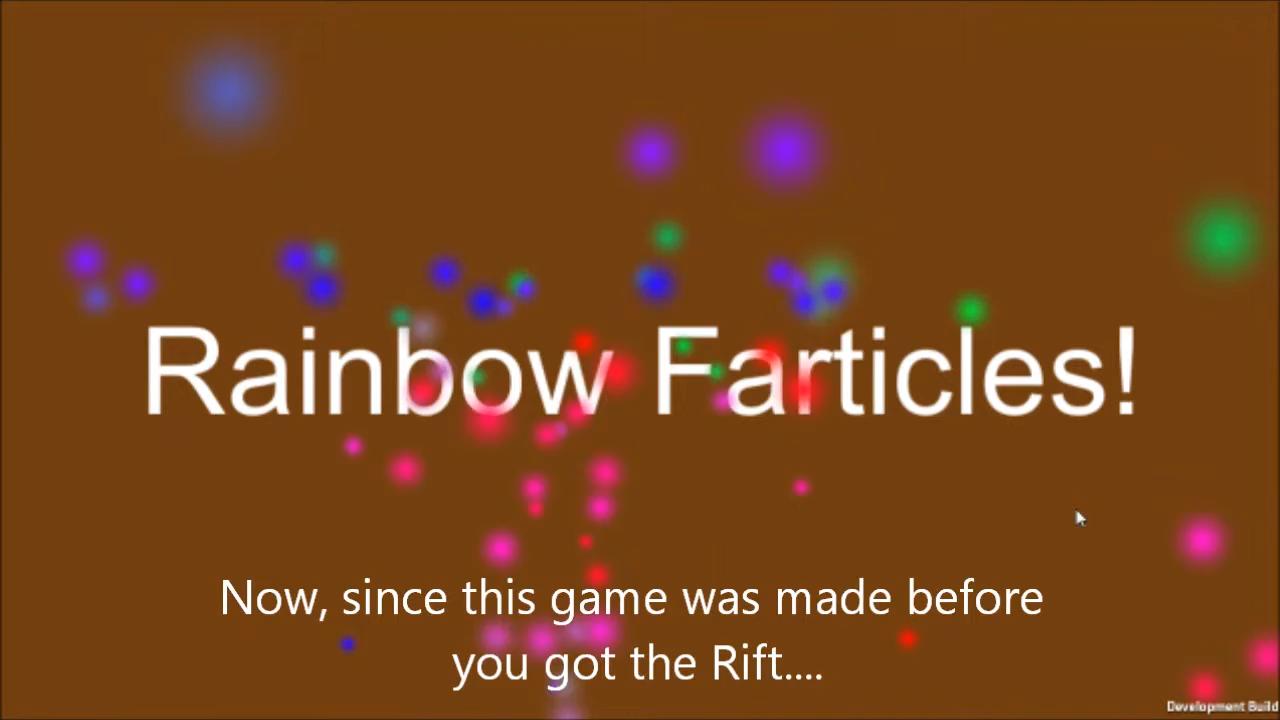 Rainbow Farticles!
Now, since this game was made before
you got the Rift....
Development Build